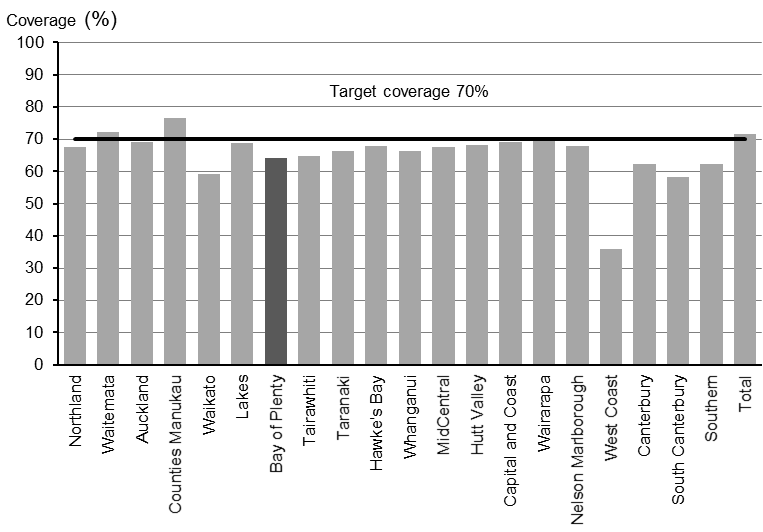 Coverage (%)
100
90
80
70
60
50
40
30
20
10
0
Target coverage 70%
Northland
Waitemata
Auckland
Counties Manukau
Waikato
Lakes
Bay of Plenty
Tairawhiti
Taranaki
Hawke's Bay
Whanganui
MidCentral
Hutt Valley
Capital and Coast
Wairarapa
Nelson Marlborough
West Coast
Canterbury
South Canterbury
Southern
Total